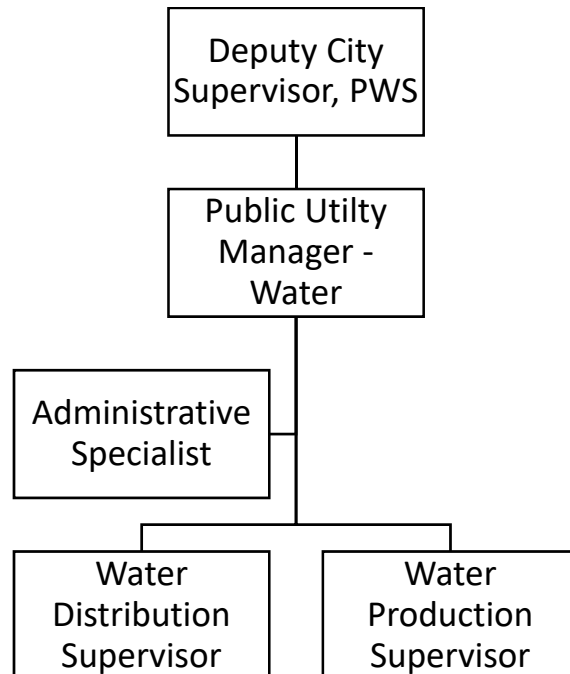 Deputy City
Supervisor, PWS
Public Utilty
Manager -
Water
Administrative
Specialist
Water
Distribution
Supervisor
Water
Production
Supervisor